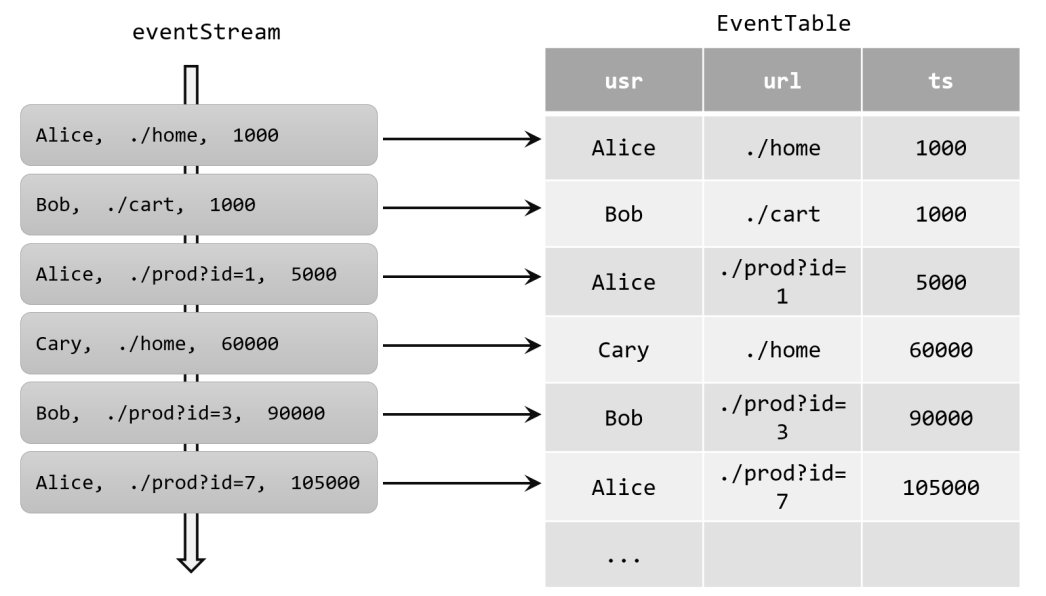 eventStream
Alice, ./home, 1000
Bob, ./cart, 1000
Alice, ./prod?id=1, 5000
Cary, ./home, 60000
Bob, ./prod?id=3, 90000
Alice, ./prod?id=7, 105000
EventTable
usr url ts
Alice ./home 1000
Bob ./cart 1000
Alice ./prod?id=
1 5000
Cary ./home 60000
Bob ./prod?id=
3 90000
Alice ./prod?id=
7 105000
...